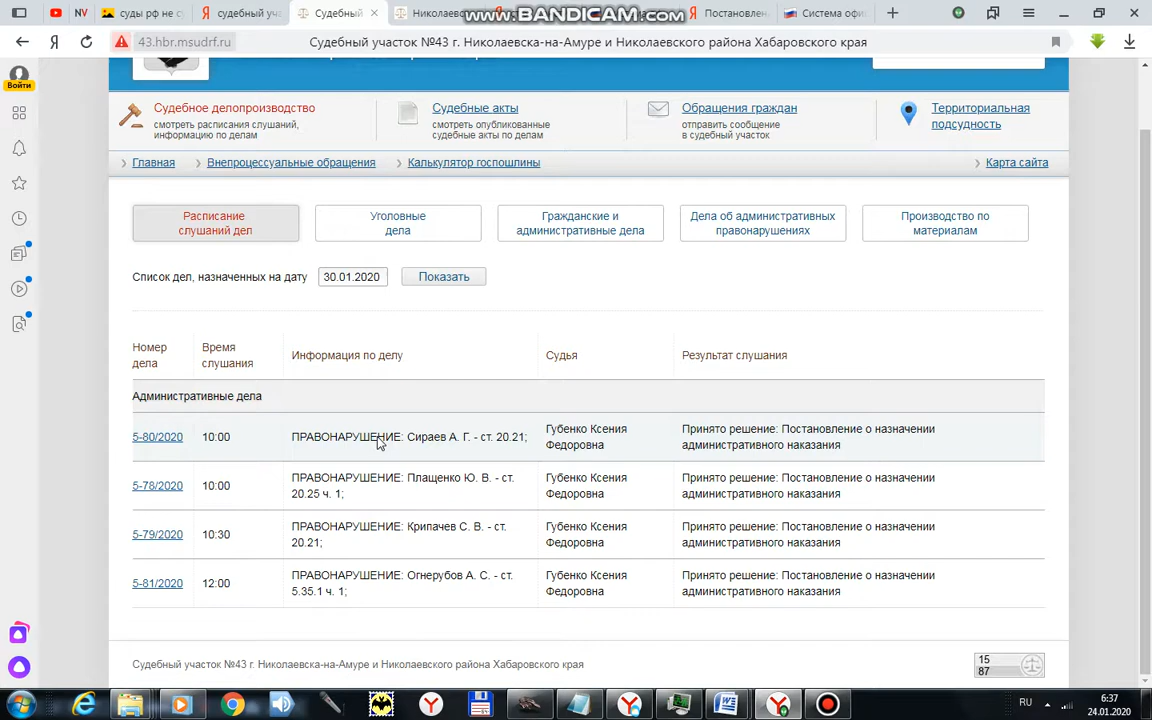 суды рф не с
судебный уча
Судебный
Николаевс
www.BANDICAM.com
Постановлен
Система офи
43.hbr.msudrf.ru
Судебный участок №43 г. Николаевска-на-Амуре и Николаевского района Хабаровского края
Войти
Судебное делопроизводство
смотреть расписания слушаний,
информацию по делам
Судебные акты
смотреть опубликованные
судебные акты по делам
Обращения граждан
отправить сообщение
в судебный участок
Территориальная
подсудность
Главная
Внепроцессуальные обращения
Калькулятор госпошлины
Карта сайта
Расписание
слушаний дел
Уголовные
дела
Гражданские и
административные дела
Дела об административных
правонарушениях
Производство по
материалам
Список дел, назначенных на дату 30.01.2020 Показать
Номер
дела
Время
слушания
Информация по делу
Судья
Результат слушания
Административные дела
5-80/2020
10:00
ПРАВОНАРУШЕНИЕ: Сираев А. Г. - ст. 20.21;
Губенко Ксения
Федоровна
Принято решение: Постановление о назначении
административного наказания
5-78/2020
10:00
ПРАВОНАРУШЕНИЕ: Плащенко Ю. В. - ст.
20.25 ч. 1;
Губенко Ксения
Федоровна
Принято решение: Постановление о назначении
административного наказания
5-79/2020
10:30
ПРАВОНАРУШЕНИЕ: Крипачев С. В. - ст.
20.21;
Губенко Ксения
Федоровна
Принято решение: Постановление о назначении
административного наказания
5-81/2020
12:00
ПРАВОНАРУШЕНИЕ: Огнерубов А. С. - ст.
5.35.1 ч. 1;
Губенко Ксения
Федоровна
Принято решение: Постановление о назначении
административного наказания
Судебный участок №43 г. Николаевска-на-Амуре и Николаевского района Хабаровского края
15
87
RU
6:37
24.01.2020